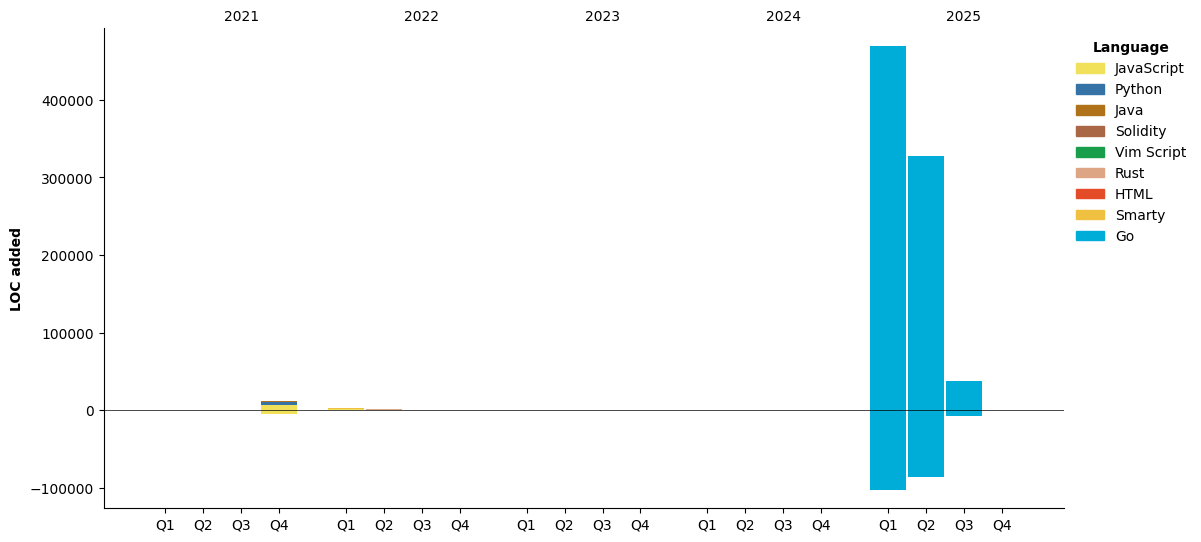 2021 2022 2023 2024 2025
Language
JavaScript
Python
Java
Solidity
Vim Script
Rust
HTML
Smarty
Go
LOC added
400000
300000
200000
100000
0
−100000
Q1 Q2 Q3 Q4 Q1 Q2 Q3 Q4 Q1 Q2 Q3 Q4 Q1 Q2 Q3 Q4 Q1 Q2 Q3 Q4